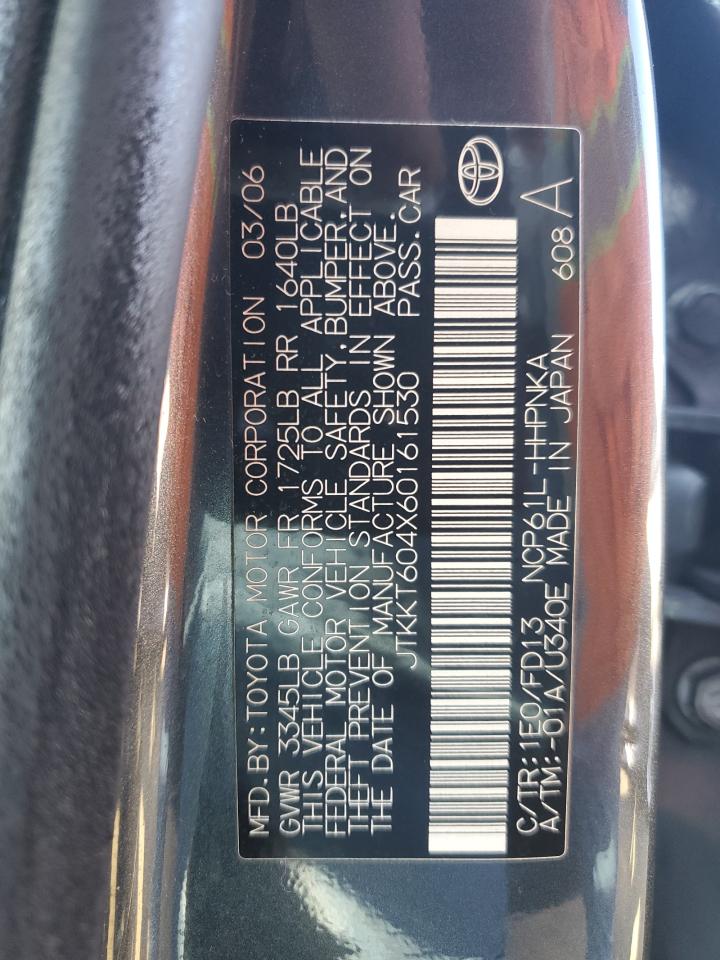 MFD.BY:TOYOTA MOTOR CORPORATION 03/06
GVWR 3345LB GAWR FR 1725LB RR 1640LB
THIS VEHICLE CONFORMS TO ALL APPLICABLE
FEDERAL MOTOR VEHICLE SAFETY,BUMPER,AND
THEFT PREVENTION STANDARDS IN EFFECT ON
THE DATE OF MANUFACTURE SHOWN ABOVE.
JTKKT604X60161530 PASS.CAR
C/TR:1E0/FD13 NCP61L-HHPNKA
A/TM:-01A/U340E MADE IN JAPAN 608 A